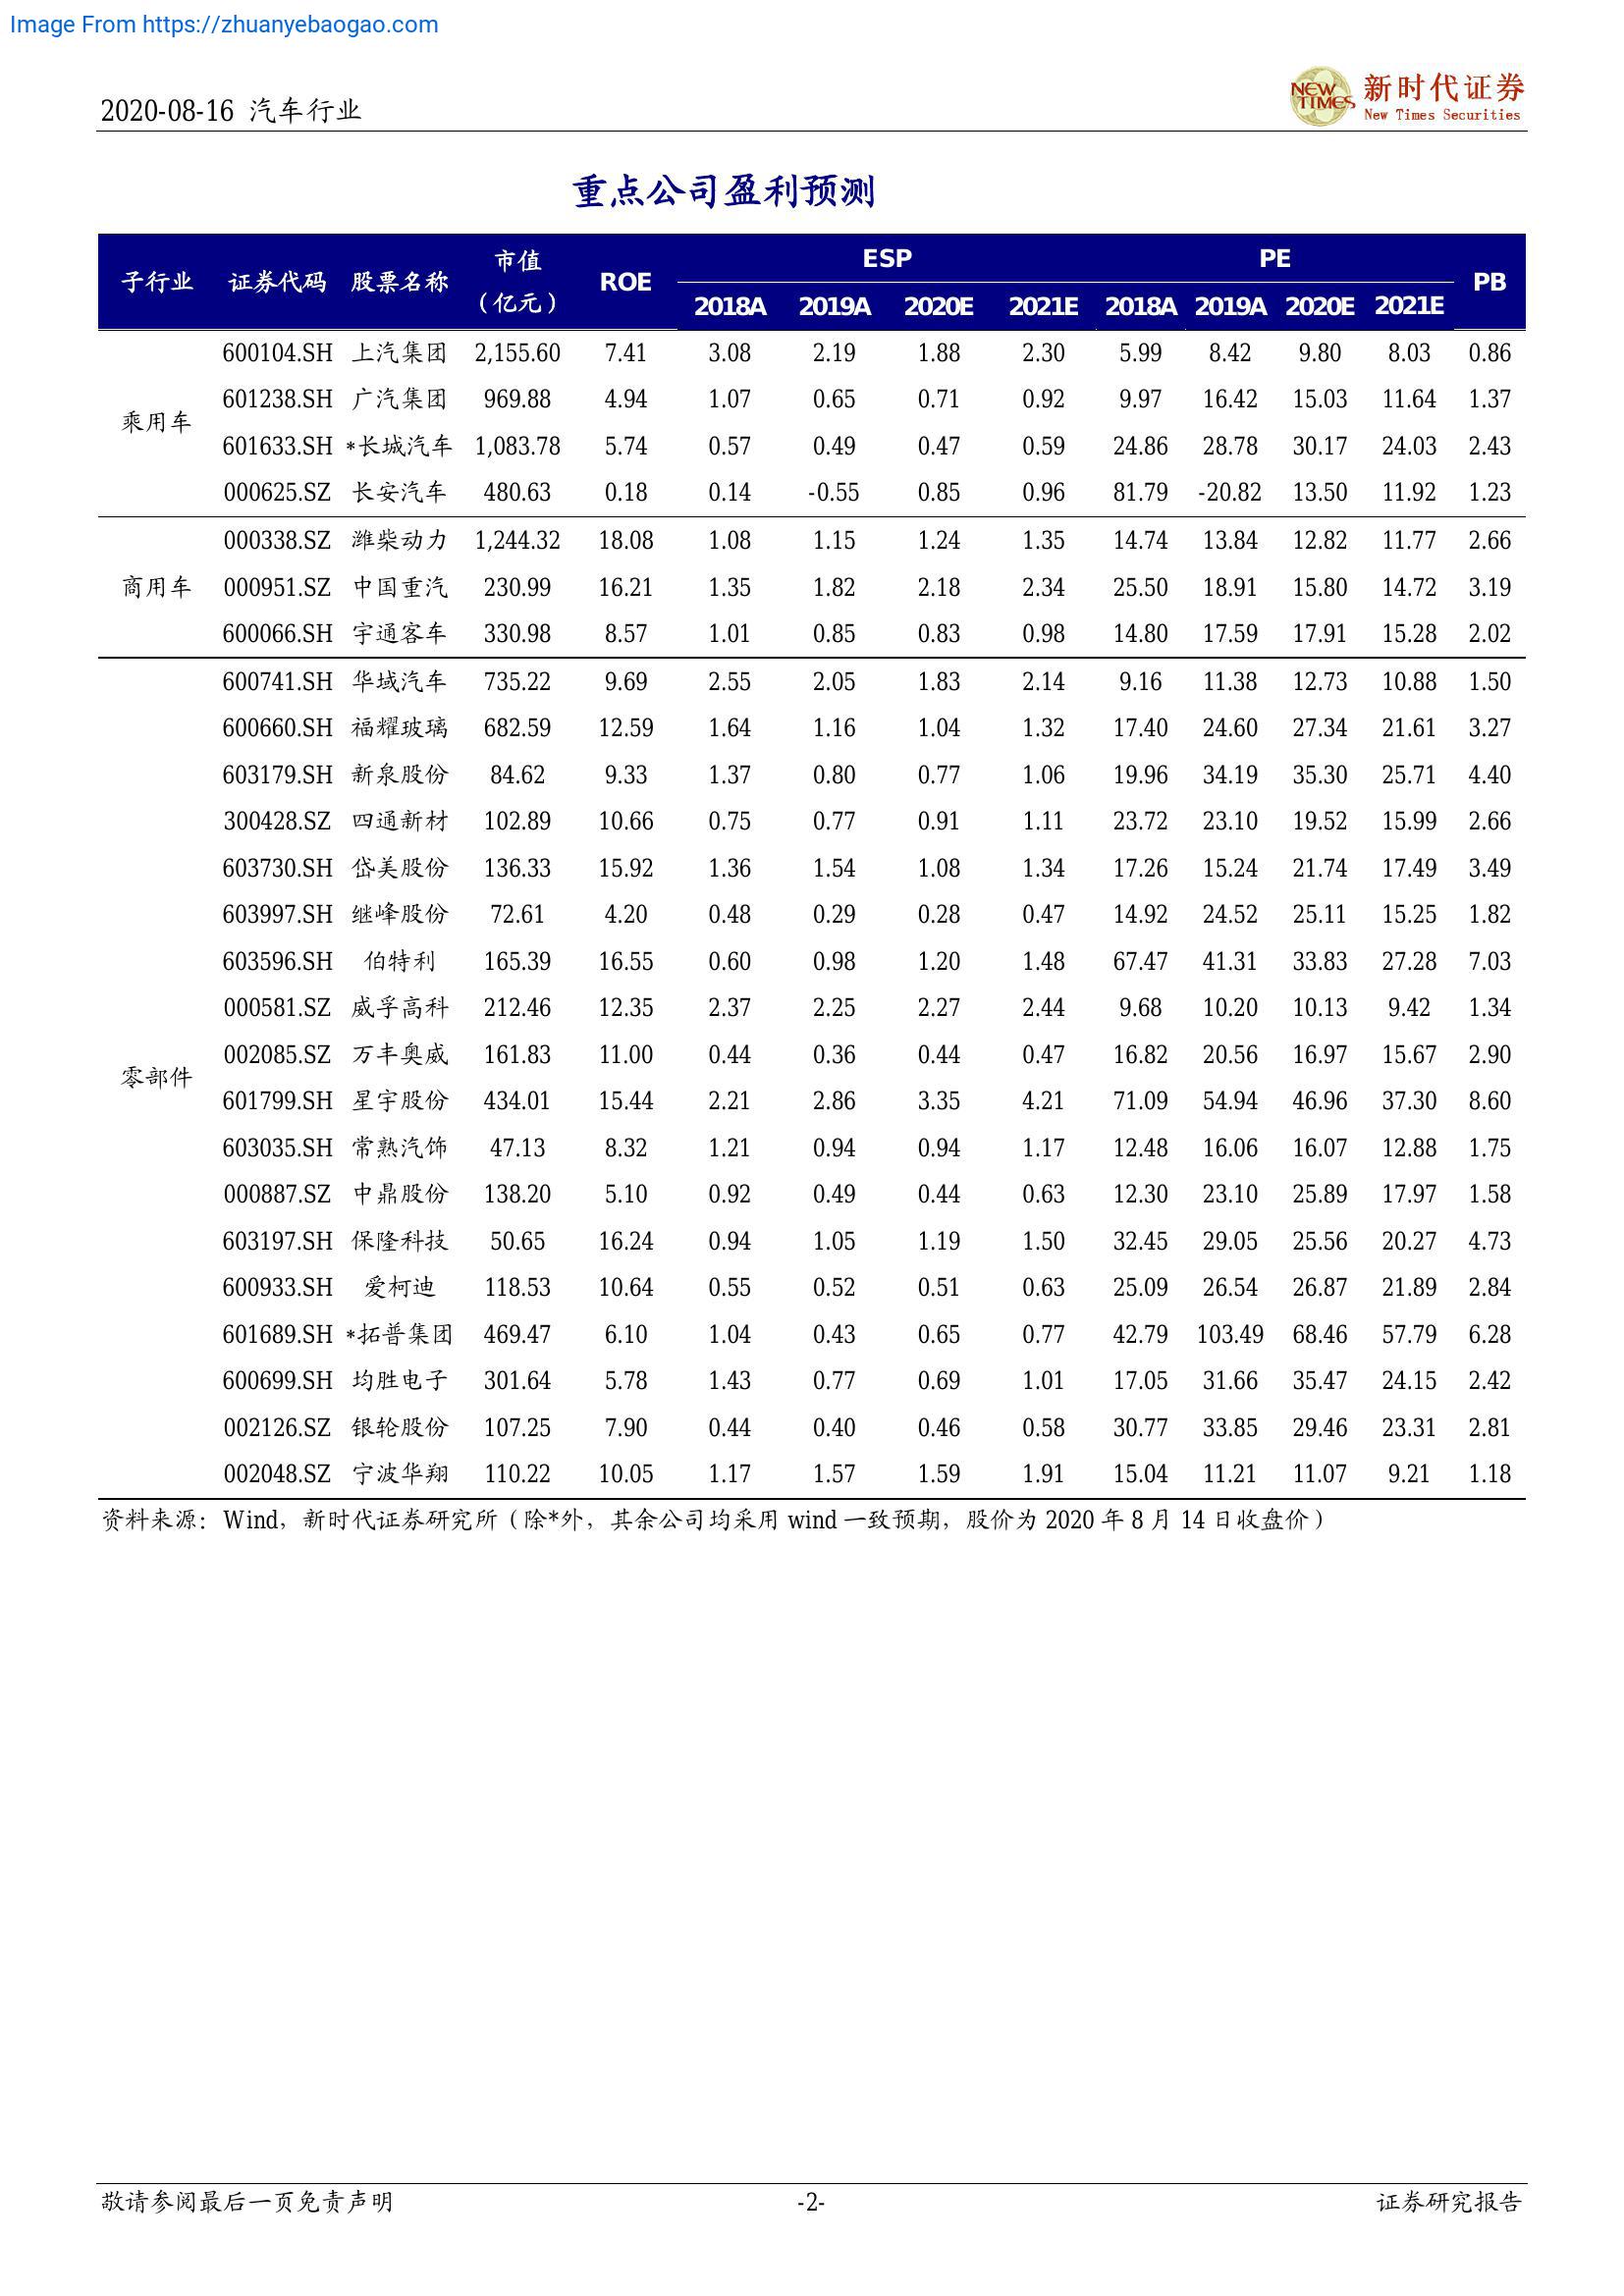 Image From https://zhuanyebaogao.com
2020-08-16 汽车行业
NEW TIMES 新时代证券
New Times Securities
重点公司盈利预测
子行业 证券代码 股票名称 市值（亿元） ROE ESP PE PB
2018A 2019A 2020E 2021E 2018A 2019A 2020E 2021E
乘用车
600104.SH 上汽集团 2,155.60 7.41 3.08 2.19 1.88 2.30 5.99 8.42 9.80 8.03 0.86
601238.SH 广汽集团 969.88 4.94 1.07 0.65 0.71 0.92 9.97 16.42 15.03 11.64 1.37
601633.SH *长城汽车 1,083.78 5.74 0.57 0.49 0.47 0.59 24.86 28.78 30.17 24.03 2.43
000625.SZ 长安汽车 480.63 0.18 0.14 -0.55 0.85 0.96 81.79 -20.82 13.50 11.92 1.23
商用车
000338.SZ 潍柴动力 1,244.32 18.08 1.08 1.15 1.24 1.35 14.74 13.84 12.82 11.77 2.66
000951.SZ 中国重汽 230.99 16.21 1.35 1.82 2.18 2.34 25.50 18.91 15.80 14.72 3.19
600066.SH 宇通客车 330.98 8.57 1.01 0.85 0.83 0.98 14.80 17.59 17.91 15.28 2.02
零部件
600741.SH 华域汽车 735.22 9.69 2.55 2.05 1.83 2.14 9.16 11.38 12.73 10.88 1.50
600660.SH 福耀玻璃 682.59 12.59 1.64 1.16 1.04 1.32 17.40 24.60 27.34 21.61 3.27
603179.SH 新泉股份 84.62 9.33 1.37 0.80 0.77 1.06 19.96 34.19 35.30 25.71 4.40
300428.SZ 四通新材 102.89 10.66 0.75 0.77 0.91 1.11 23.72 23.10 19.52 15.99 2.66
603730.SH 岱美股份 136.33 15.92 1.36 1.54 1.08 1.34 17.26 15.24 21.74 17.49 3.49
603997.SH 继峰股份 72.61 4.20 0.48 0.29 0.28 0.47 14.92 24.52 25.11 15.25 1.82
603596.SH 伯特利 165.39 16.55 0.60 0.98 1.20 1.48 67.47 41.31 33.83 27.28 7.03
000581.SZ 威孚高科 212.46 12.35 2.37 2.25 2.27 2.44 9.68 10.20 10.13 9.42 1.34
002085.SZ 万丰奥威 161.83 11.00 0.44 0.36 0.44 0.47 16.82 20.56 16.97 15.67 2.90
601799.SH 星宇股份 434.01 15.44 2.21 2.86 3.35 4.21 71.09 54.94 46.96 37.30 8.60
603035.SH 常熟汽饰 47.13 8.32 1.21 0.94 0.94 1.17 12.48 16.06 16.07 12.88 1.75
000887.SZ 中鼎股份 138.20 5.10 0.92 0.49 0.44 0.63 12.30 23.10 25.89 17.97 1.58
603197.SH 保隆科技 50.65 16.24 0.94 1.05 1.19 1.50 32.45 29.05 25.56 20.27 4.73
600933.SH 爱柯迪 118.53 10.64 0.55 0.52 0.51 0.63 25.09 26.54 26.87 21.89 2.84
601689.SH *拓普集团 469.47 6.10 1.04 0.43 0.65 0.77 42.79 103.49 68.46 57.79 6.28
600699.SH 均胜电子 301.64 5.78 1.43 0.77 0.69 1.01 17.05 31.66 35.47 24.15 2.42
002126.SZ 银轮股份 107.25 7.90 0.44 0.40 0.46 0.58 30.77 33.85 29.46 23.31 2.81
002048.SZ 宁波华翔 110.22 10.05 1.17 1.57 1.59 1.91 15.04 11.21 11.07 9.21 1.18
资料来源：Wind，新时代证券研究所（除*外，其余公司均采用 wind 一致预期，股价为 2020 年 8 月 14 日收盘价）
敬请参阅最后一页免责声明 -2- 证券研究报告